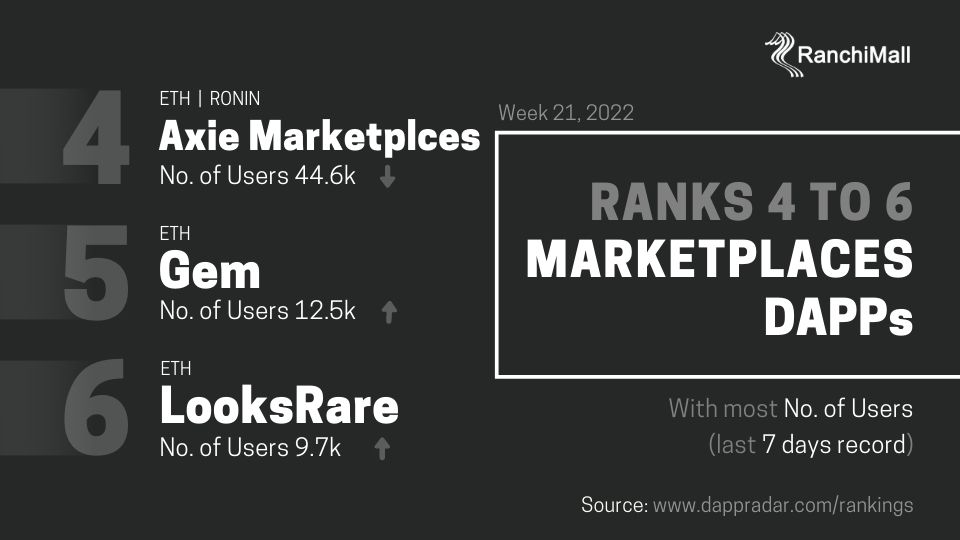 RanchiMall
4
ETH | RONIN
Axie Marketplces
No. of Users 44.6k
5
ETH
Gem
No. of Users 12.5k
6
ETH
LooksRare
No. of Users 9.7k
Week 21, 2022
RANKS 4 TO 6
MARKETPLACES
DAPPs
With most No. of Users
(last 7 days record)
Source: www.dappradar.com/rankings